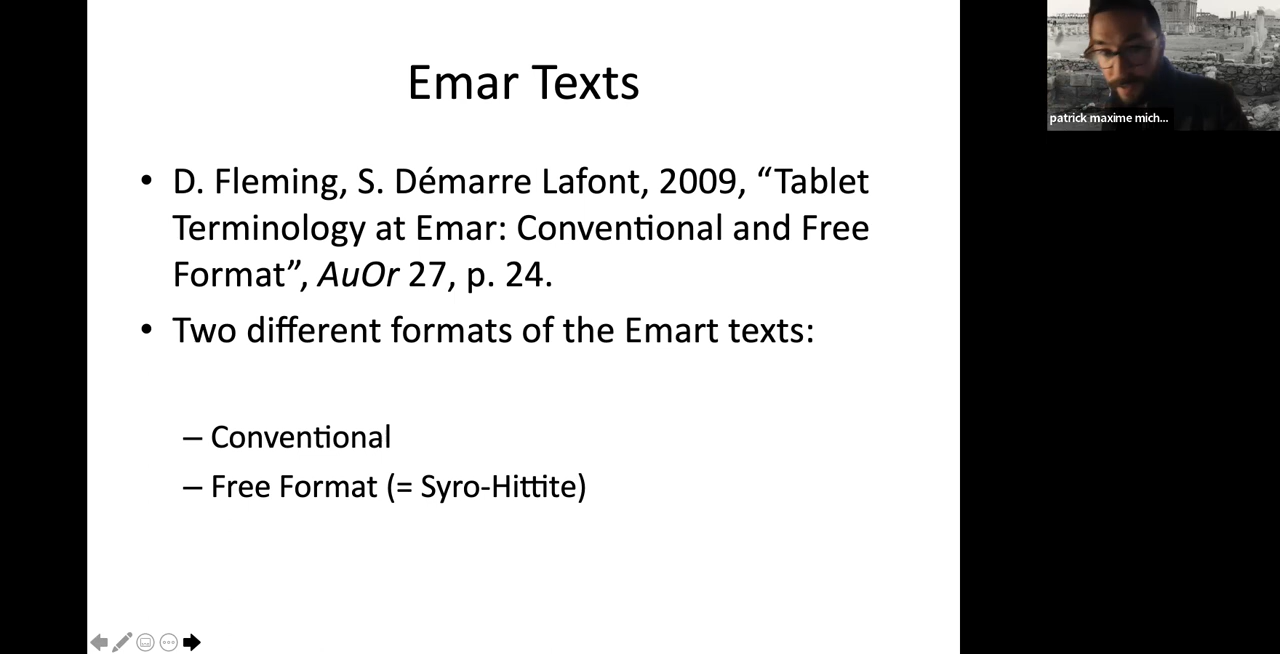 Emar Texts
• D. Fleming, S. Démarre Lafont, 2009, “Tablet
Terminology at Emar: Conventional and Free
Format”, AuOr 27, p. 24.
• Two different formats of the Emart texts:
– Conventional
– Free Format (= Syro-Hittite)
patrick maxime mich...